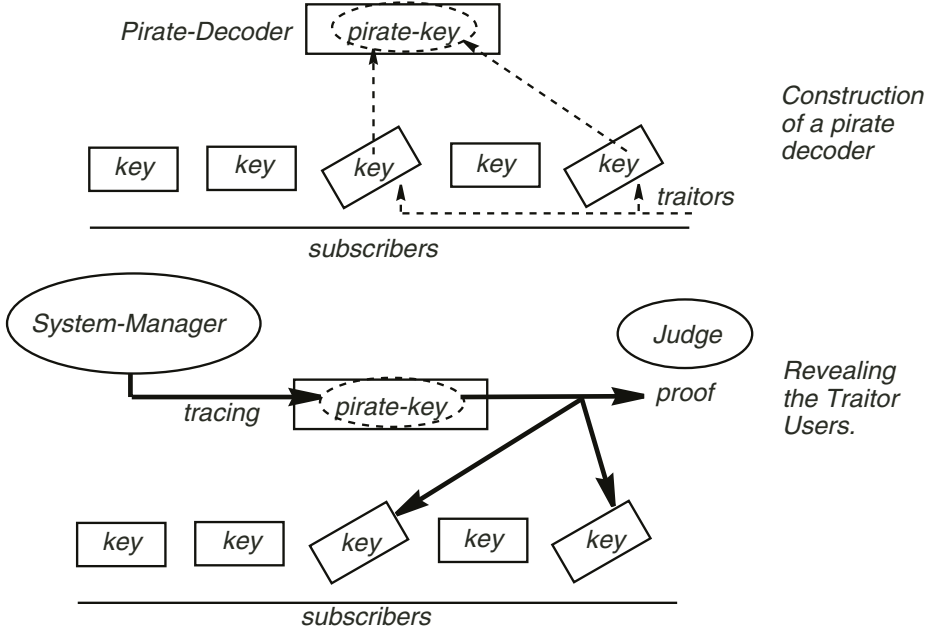 Pirate-Decoder
pirate-key
Construction
of a pirate
decoder
key
key
key
key
key
traitors
subscribers
System-Manager
Judge
tracing
pirate-key
proof
Revealing
the Traitor
Users.
key
key
key
key
key
subscribers